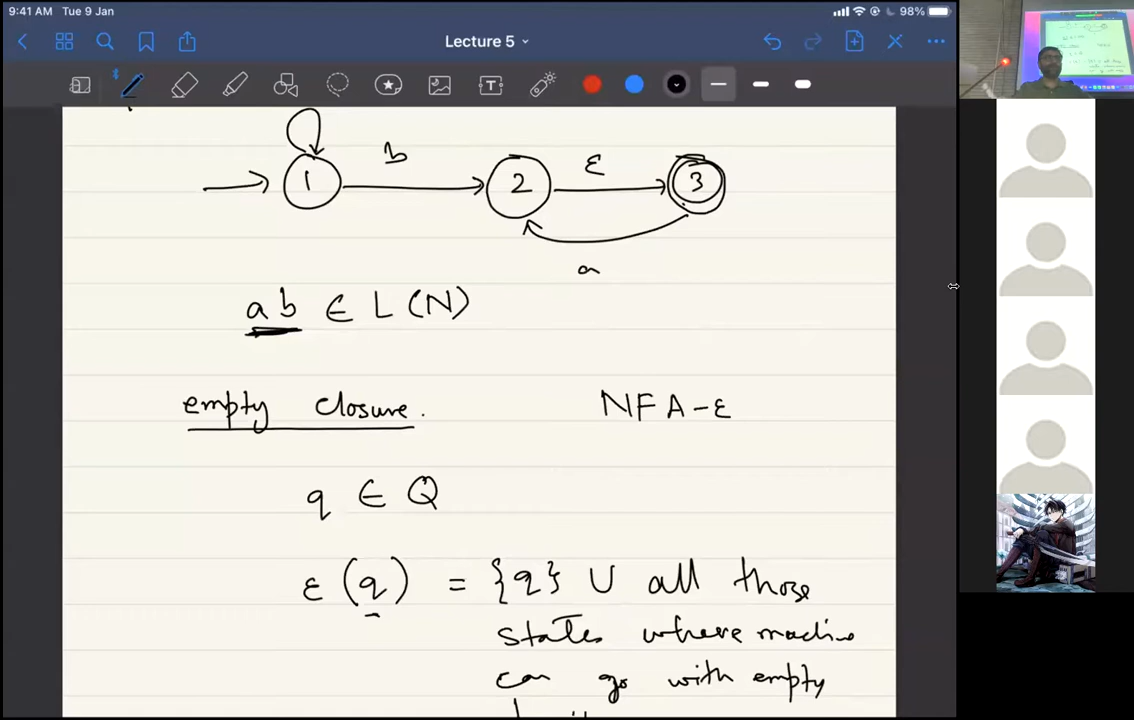 9:41 AM Tue 9 Jan 98%
Lecture 5
T
b ε
1 2 3
a
ab ∈ L(N)
empty closure. NFA-ε
q ∈ Q
ε(q) = {q} ∪ all those
states where machine
can go with empty